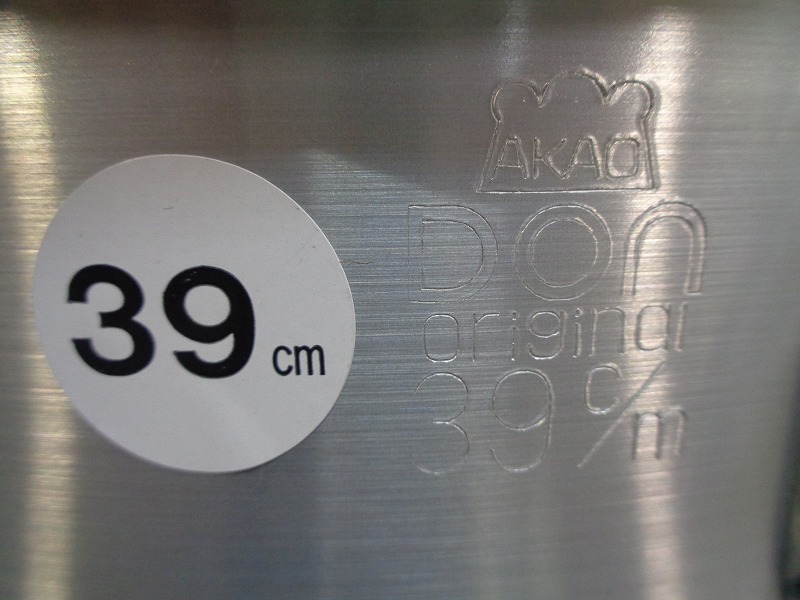 39 cm
AKAO
DON
original
39 c/m